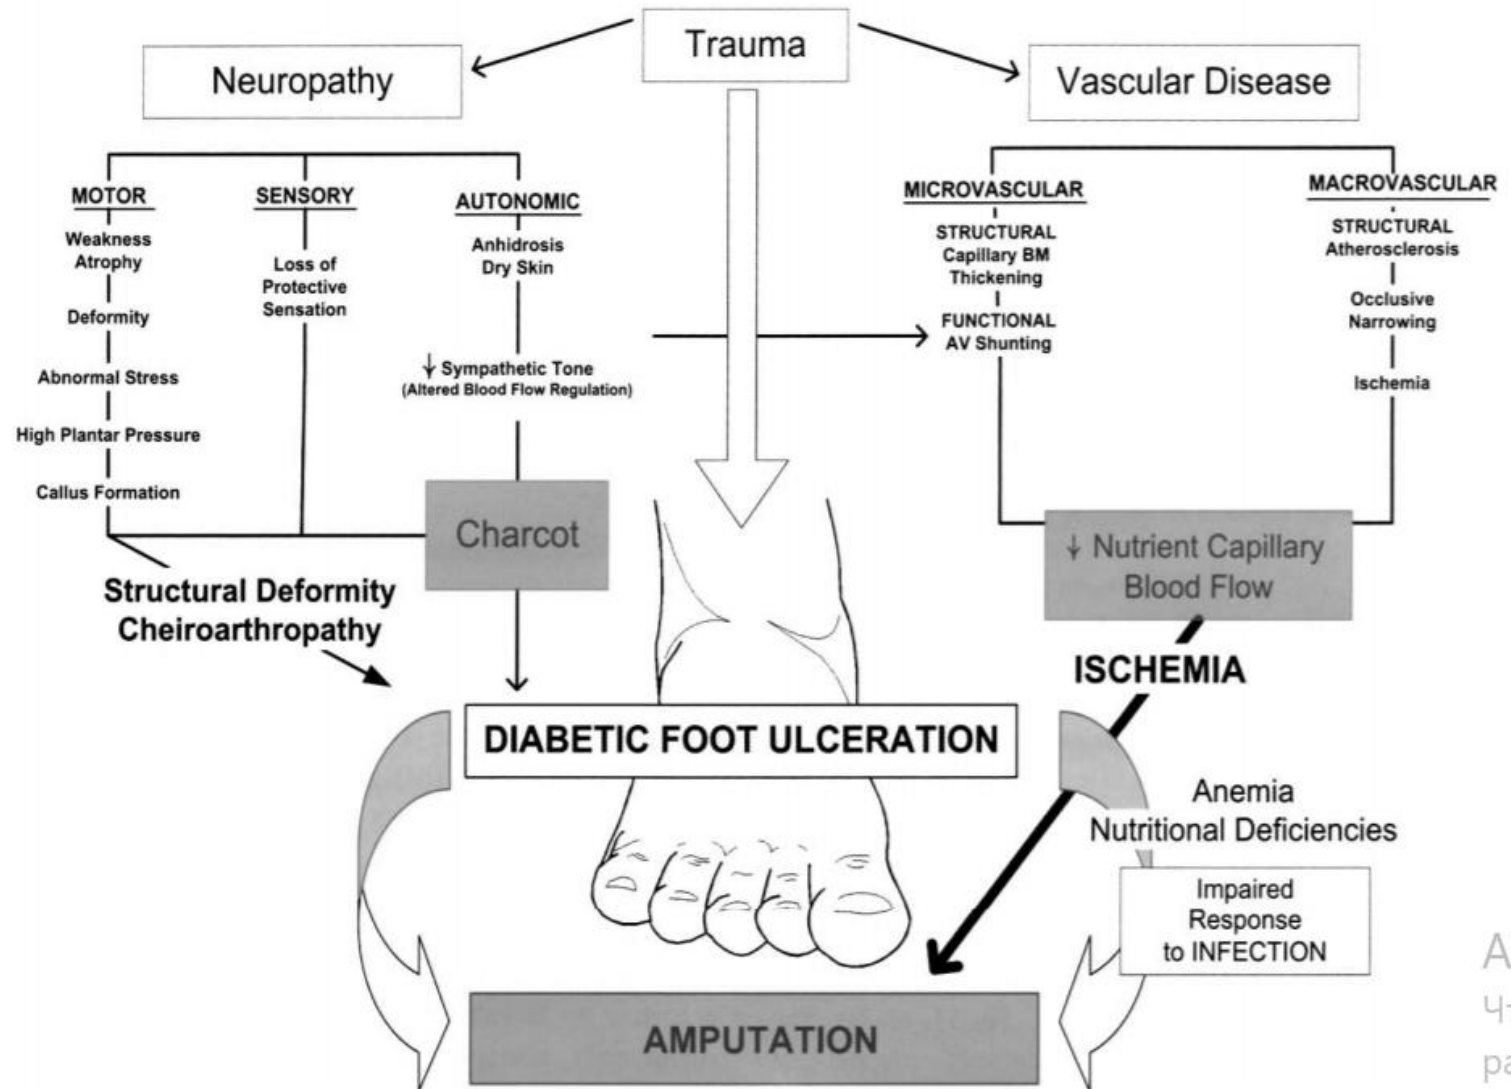 Trauma
Neuropathy
Vascular Disease
MOTOR
Weakness
Atrophy
Deformity
Abnormal Stress
High Plantar Pressure
Callus Formation
SENSORY
Loss of
Protective
Sensation
AUTONOMIC
Anhidrosis
Dry Skin
↓ Sympathetic Tone
(Altered Blood Flow Regulation)
MICROVASCULAR
STRUCTURAL
Capillary BM
Thickening
FUNCTIONAL
AV Shunting
MACROVASCULAR
STRUCTURAL
Atherosclerosis
Occlusive
Narrowing
Ischemia
Charcot
↓ Nutrient Capillary
Blood Flow
Structural Deformity
Cheiroarthropathy
ISCHEMIA
DIABETIC FOOT ULCERATION
Anemia
Nutritional Deficiencies
Impaired
Response
to INFECTION
AMPUTATION